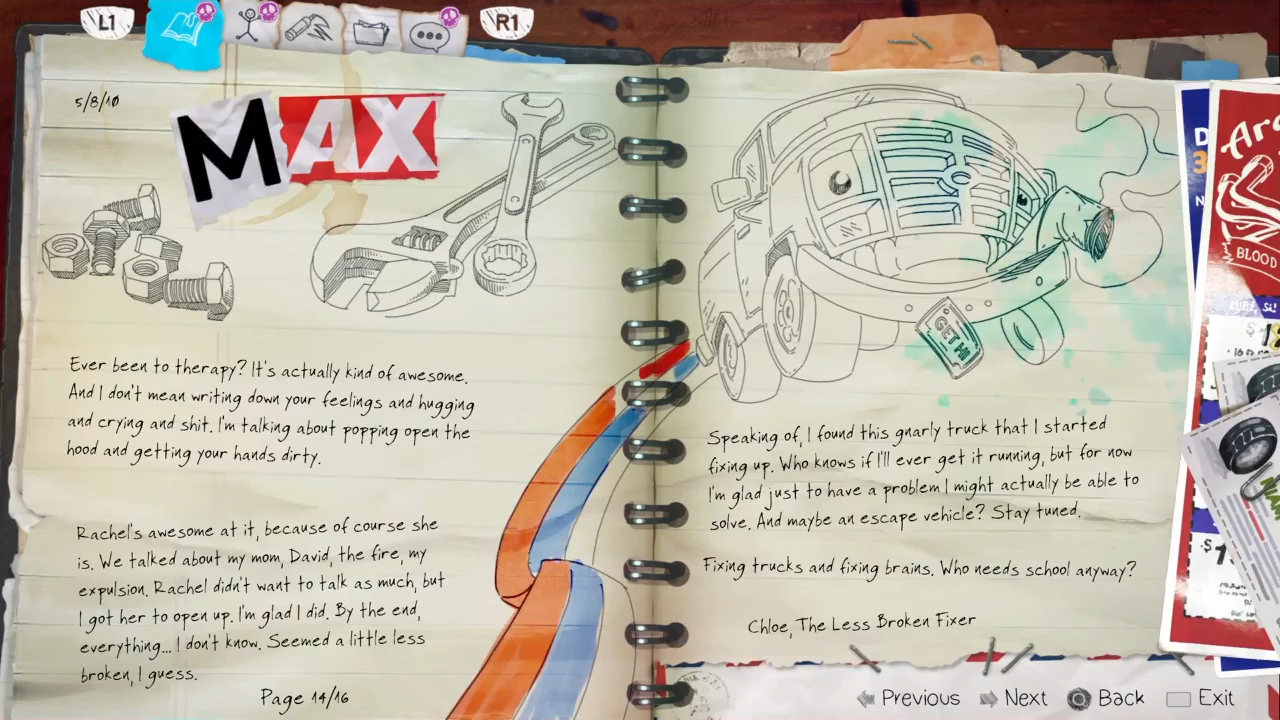 L1
R1
5/8/10
MAX
Ever been to therapy? It's actually kind of awesome.
And I don't mean writing down your feelings and hugging
and crying and shit. I'm talking about popping open the
hood and getting your hands dirty.
Rachel's awesome at it, because of course she
is. We talked about my mom, David, the fire, my
expulsion. Rachel didn't want to talk as much, but
I got her to open up. I'm glad I did. By the end,
everything... I don't know. Seemed a little less
broken, I guess.
Page 14/16
GET HI
Speaking of, I found this gnarly truck that I started
fixing up. Who knows if I'll ever get it running, but for now
I'm glad just to have a problem I might actually be able to
solve. And maybe an escape vehicle? Stay tuned.
Fixing trucks and fixing brains. Who needs school anyway?
Chloe, The Less Broken Fixer
BLOOD
Previous
Next
Back
Exit